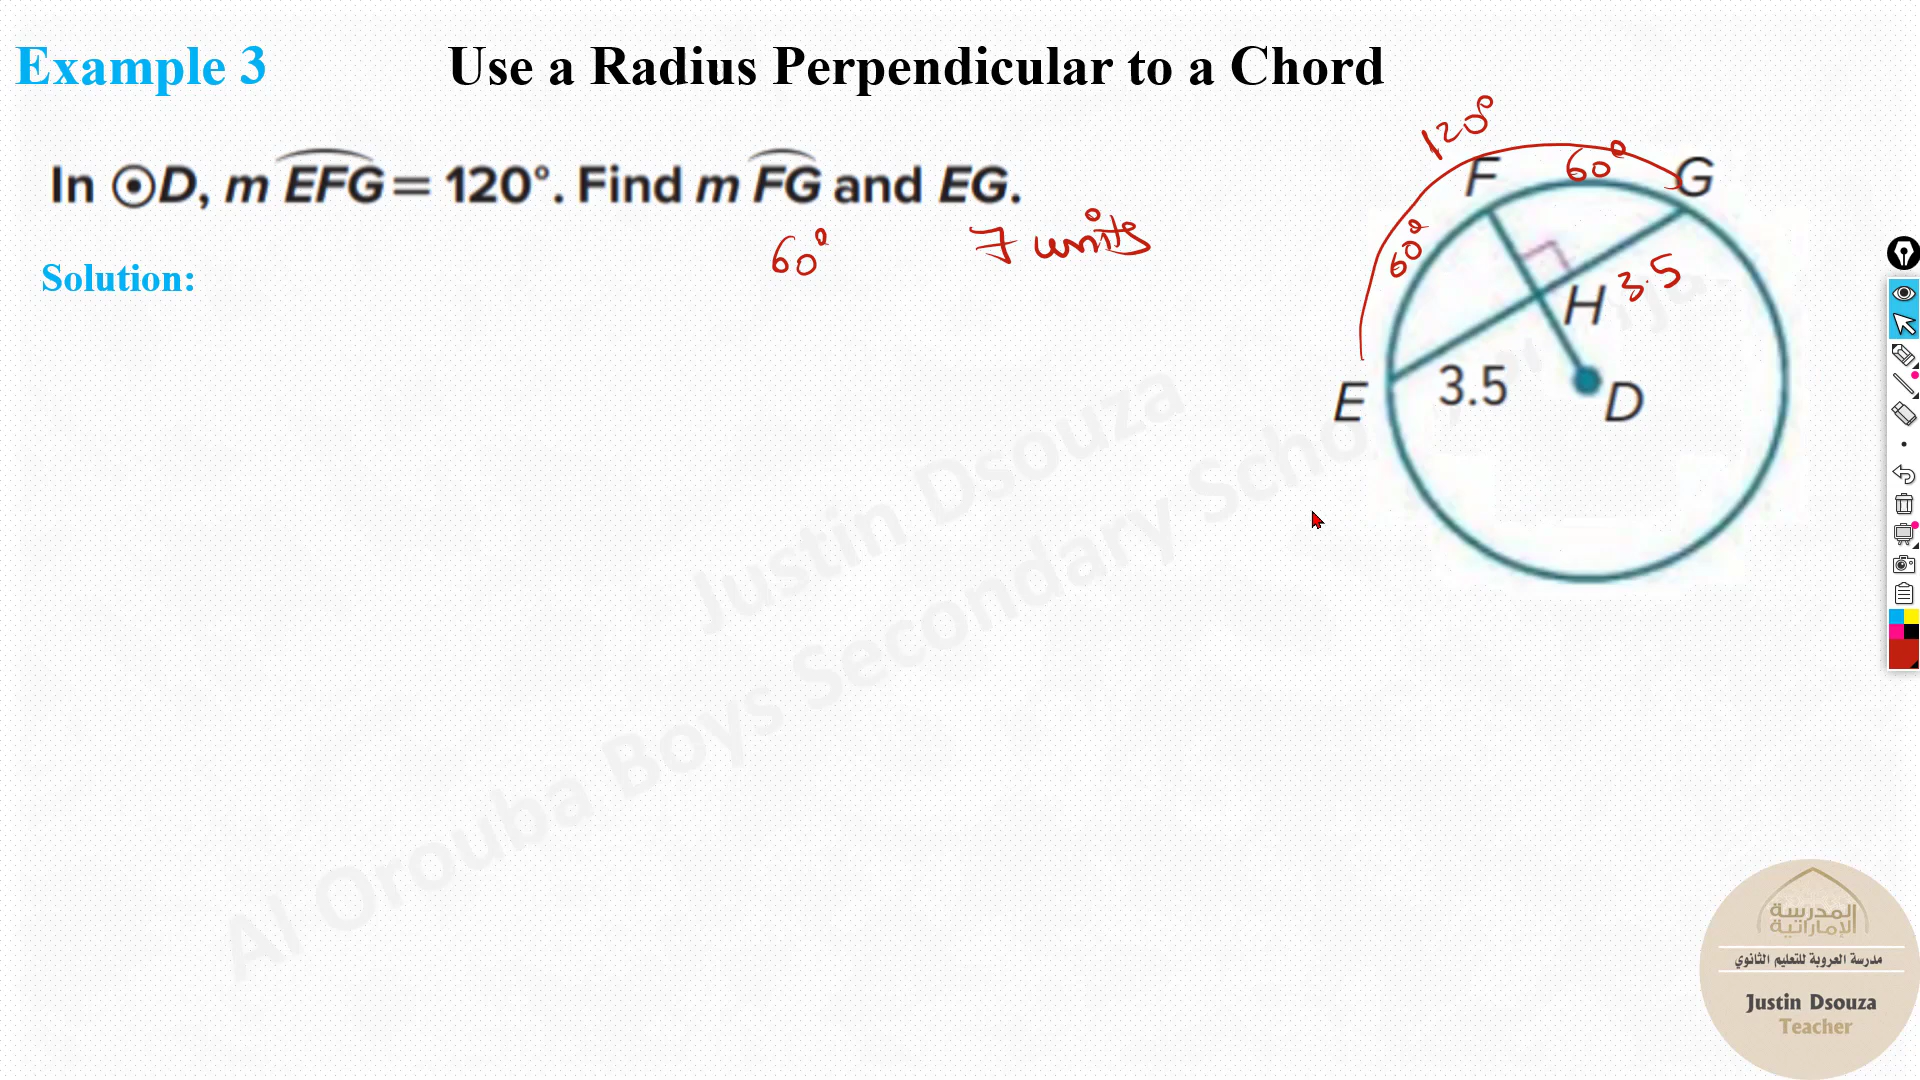 Example 3 Use a Radius Perpendicular to a Chord
In ⊙D, m EFG = 120°. Find m FG and EG.
60° 7 units
Solution:
120°
F 60° G
60°
H 3.5
E 3.5 D
Justin Dsouza
Al Orouba Boys Secondary Scho
المدرسة
الإماراتية
مدرسة العروبة للتعليم الثانوي
Justin Dsouza
Teacher